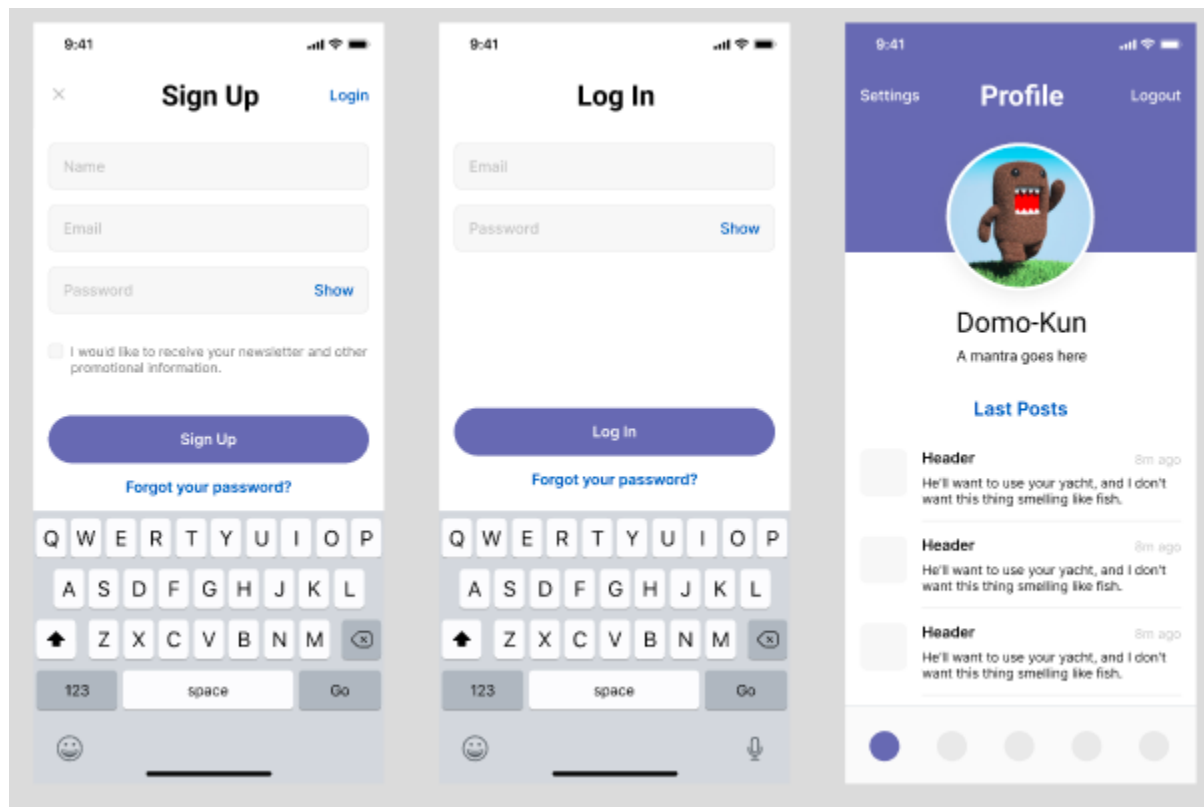 9:41
Sign Up
Login
Name
Email
Password
Show
I would like to receive your newsletter and other
promotional information.
Sign Up
Forgot your password?
Q W E R T Y U I O P
A S D F G H J K L
Z X C V B N M
123
space
Go
9:41
Log In
Email
Password
Show
Log In
Forgot your password?
Q W E R T Y U I O P
A S D F G H J K L
Z X C V B N M
123
space
Go
9:41
Settings
Profile
Logout
Domo-Kun
A mantra goes here
Last Posts
Header
8m ago
He'll want to use your yacht, and I don't
want this thing smelling like fish.
Header
8m ago
He'll want to use your yacht, and I don't
want this thing smelling like fish.
Header
8m ago
He'll want to use your yacht, and I don't
want this thing smelling like fish.